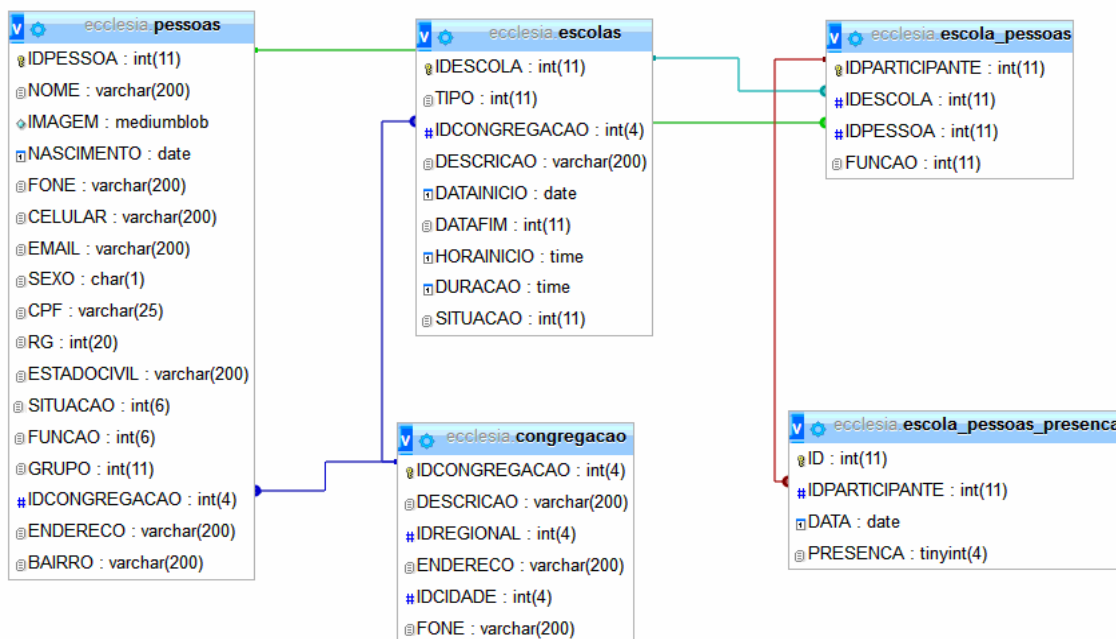 ecclesia.pessoas
IDPESSOA : int(11)
NOME : varchar(200)
IMAGEM : mediumblob
NASCIMENTO : date
FONE : varchar(200)
CELULAR : varchar(200)
EMAIL : varchar(200)
SEXO : char(1)
CPF : varchar(25)
RG : int(20)
ESTADOCIVIL : varchar(200)
SITUACAO : int(6)
FUNCAO : int(6)
GRUPO : int(11)
#IDCONGREGACAO : int(4)
ENDERECO : varchar(200)
BAIRRO : varchar(200)
ecclesia.escolas
IDESCOLA : int(11)
TIPO : int(11)
#IDCONGREGACAO : int(4)
DESCRICAO : varchar(200)
DATAINICIO : date
DATAFIM : int(11)
HORAINICIO : time
DURACAO : time
SITUACAO : int(11)
ecclesia.congregacao
IDCONGREGACAO : int(4)
DESCRICAO : varchar(200)
#IDREGIONAL : int(4)
ENDERECO : varchar(200)
#IDCIDADE : int(4)
FONE : varchar(200)
ecclesia.escola_pessoas
IDPARTICIPANTE : int(11)
#IDESCOLA : int(11)
#IDPESSOA : int(11)
FUNCAO : int(11)
ecclesia.escola_pessoas_presenca
ID : int(11)
#IDPARTICIPANTE : int(11)
DATA : date
PRESENCA : tinyint(4)